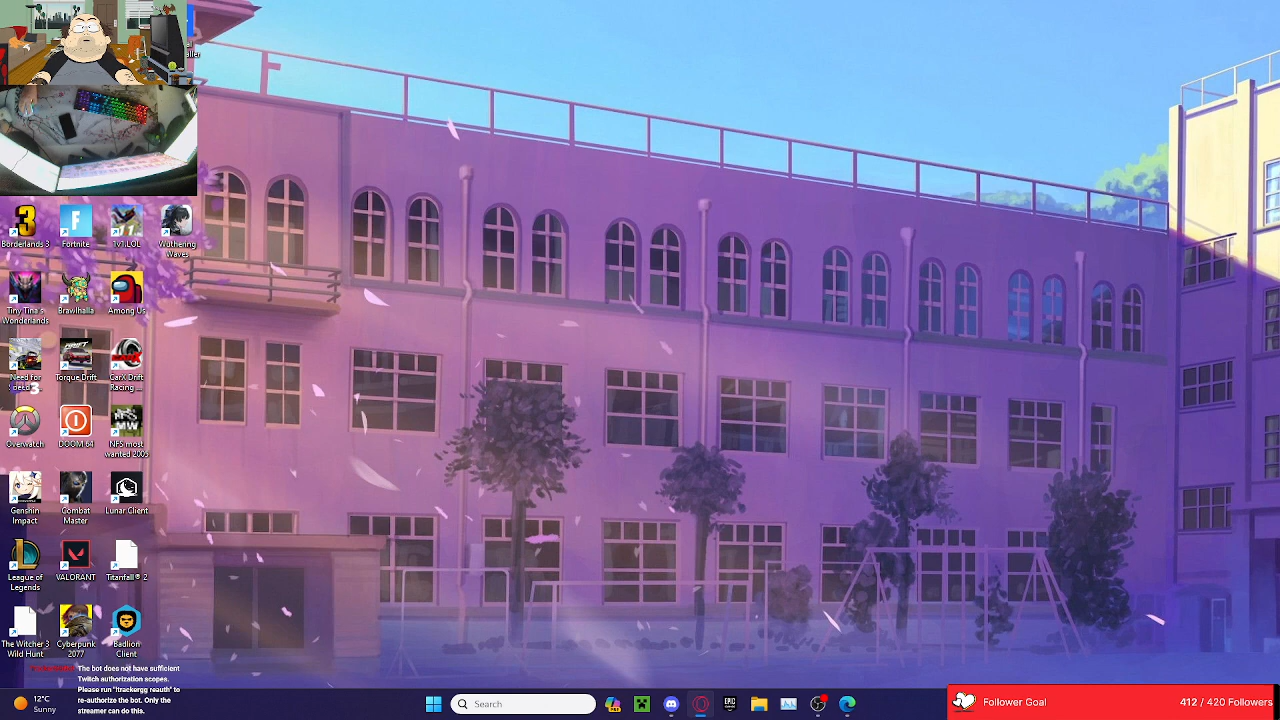 Borderlands 3
Fortnite
1v1.LOL
Wuthering
Waves
Tiny Tina's
Wonderlands
Brawlhalla
Among Us
Need for
Torque Drift
CarX Drift
Racing ...
Overwatch
DOOM 64
NFS most
wanted 2005
Genshin
Impact
Combat
Master
Lunar Client
League of
Legends
VALORANT
Titanfall® 2
The Witcher 3
Wild Hunt
Cyberpunk
2077
Badlion
Client
The bot does not have sufficient
Twitch authorization scopes.
Please run "!trackergg reauth" to
re-authorize the bot. Only the
streamer can do this.
12°C
Sunny
Search
Follower Goal
412 / 420 Followers